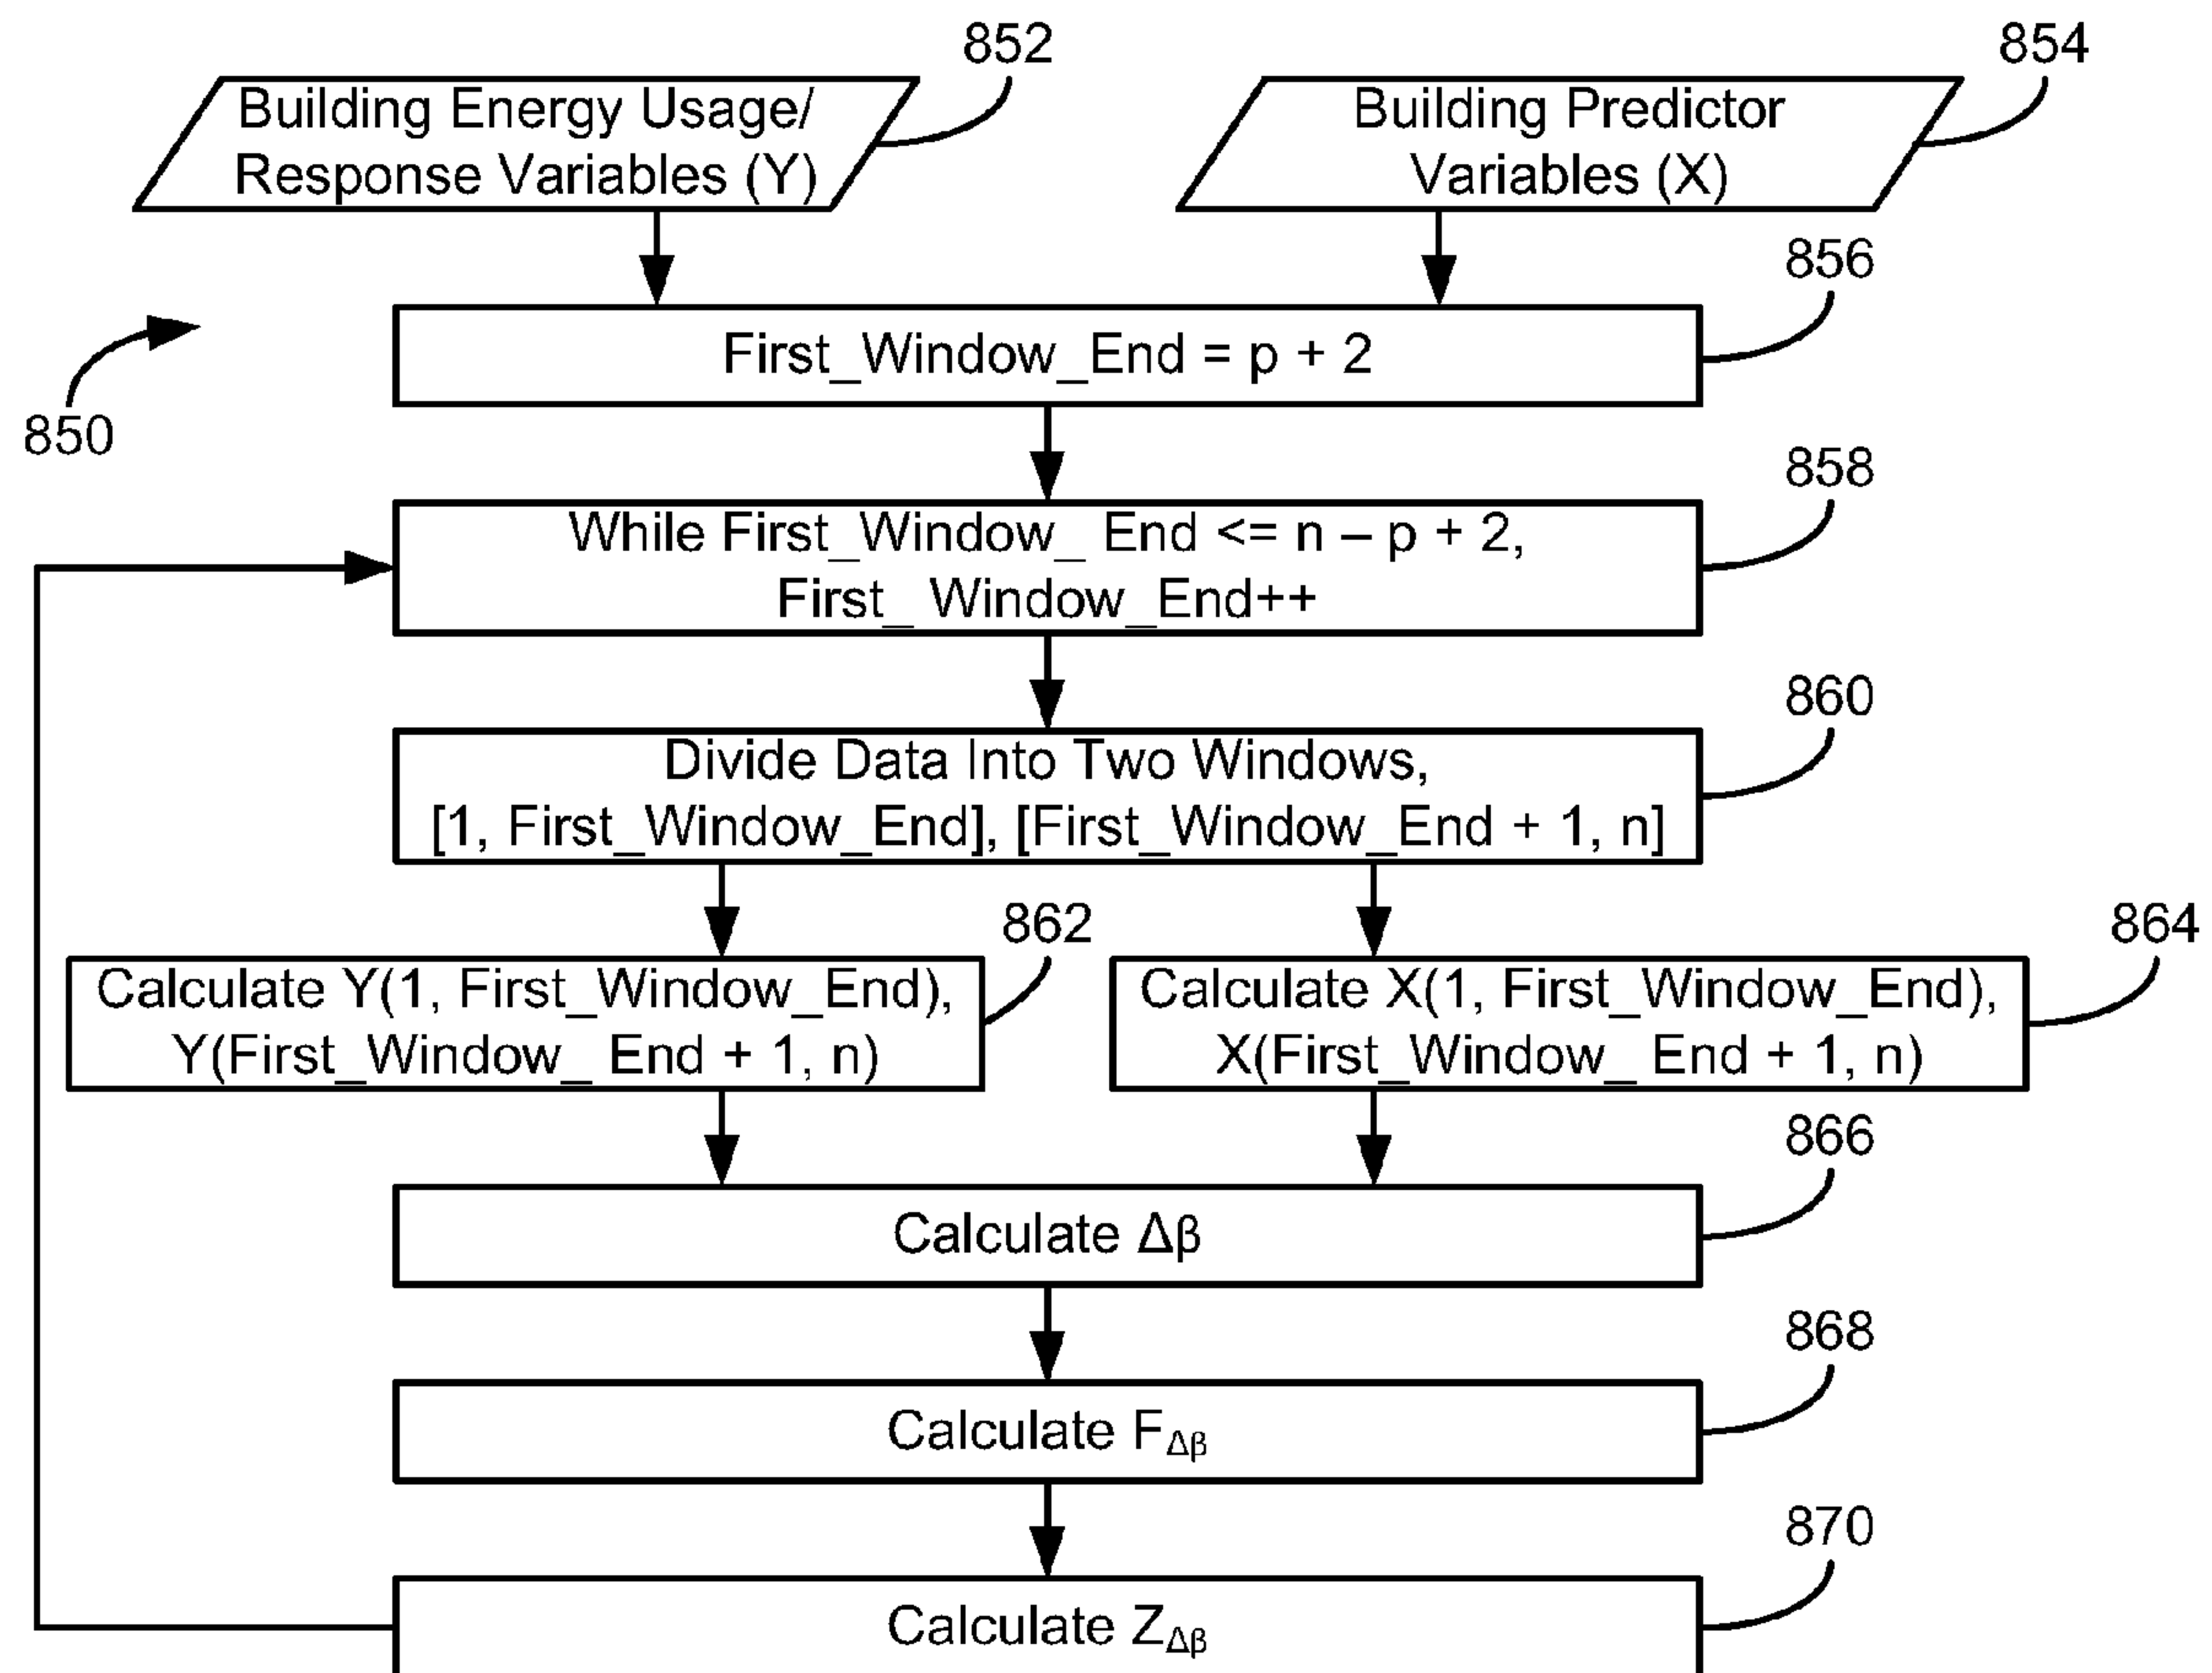 852
854
Building Energy Usage/
Response Variables (Y)
Building Predictor
Variables (X)
856
First_Window_End = p + 2
850
858
While First_Window_ End <= n – p + 2,
First_ Window_End++
860
Divide Data Into Two Windows,
[1, First_Window_End], [First_Window_End + 1, n]
862
864
Calculate Y(1, First_Window_End),
Y(First_Window_ End + 1, n)
Calculate X(1, First_Window_End),
X(First_Window_ End + 1, n)
866
Calculate Δβ
868
Calculate F_Δβ
870
Calculate Z_Δβ